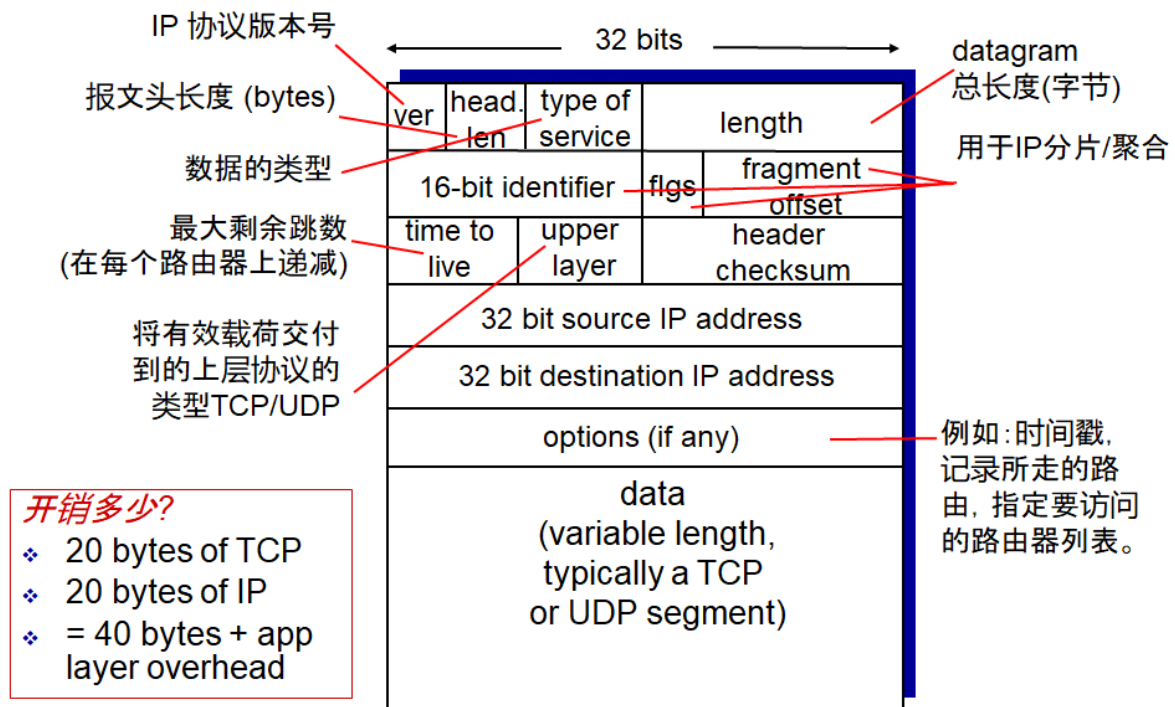 IP 协议版本号
32 bits
datagram
总长度(字节)
报文头长度 (bytes)
ver
head.
len
type of
service
length
用于IP分片/聚合
数据的类型
16-bit identifier
flgs
fragment
offset
最大剩余跳数
(在每个路由器上递减)
time to
live
upper
layer
header
checksum
32 bit source IP address
将有效载荷交付
到的上层协议的
类型TCP/UDP
32 bit destination IP address
options (if any)
例如:时间戳,
记录所走的路
由, 指定要访问
的路由器列表。
data
(variable length,
typically a TCP
or UDP segment)
开销多少?
❖ 20 bytes of TCP
❖ 20 bytes of IP
❖ = 40 bytes + app
layer overhead